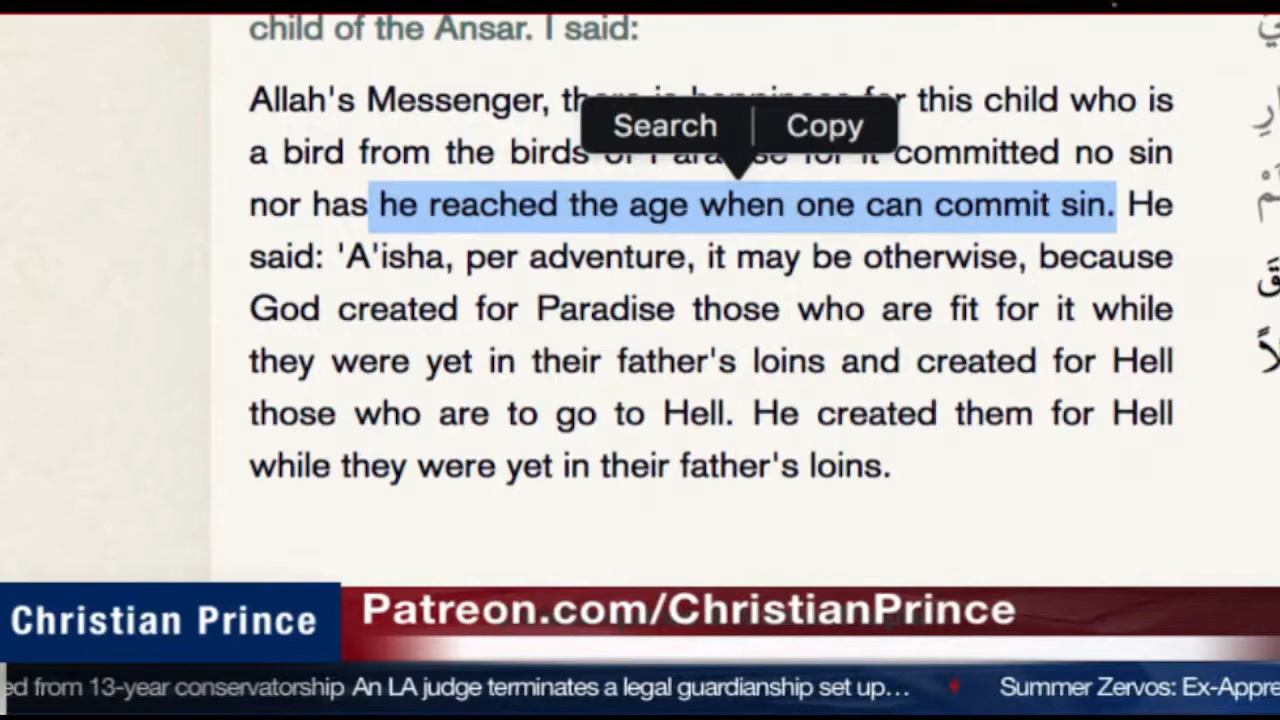 child of the Ansar. I said:
Allah's Messenger, for this child who is
Search Copy
a bird from the birds of Paradise for it committed no sin
nor has he reached the age when one can commit sin. He
said: 'A'isha, per adventure, it may be otherwise, because
God created for Paradise those who are fit for it while
they were yet in their father's loins and created for Hell
those who are to go to Hell. He created them for Hell
while they were yet in their father's loins.
Christian Prince
Patreon.com/ChristianPrince
ed from 13-year conservatorship An LA judge terminates a legal guardianship set up... Summer Zervos: Ex-Appre